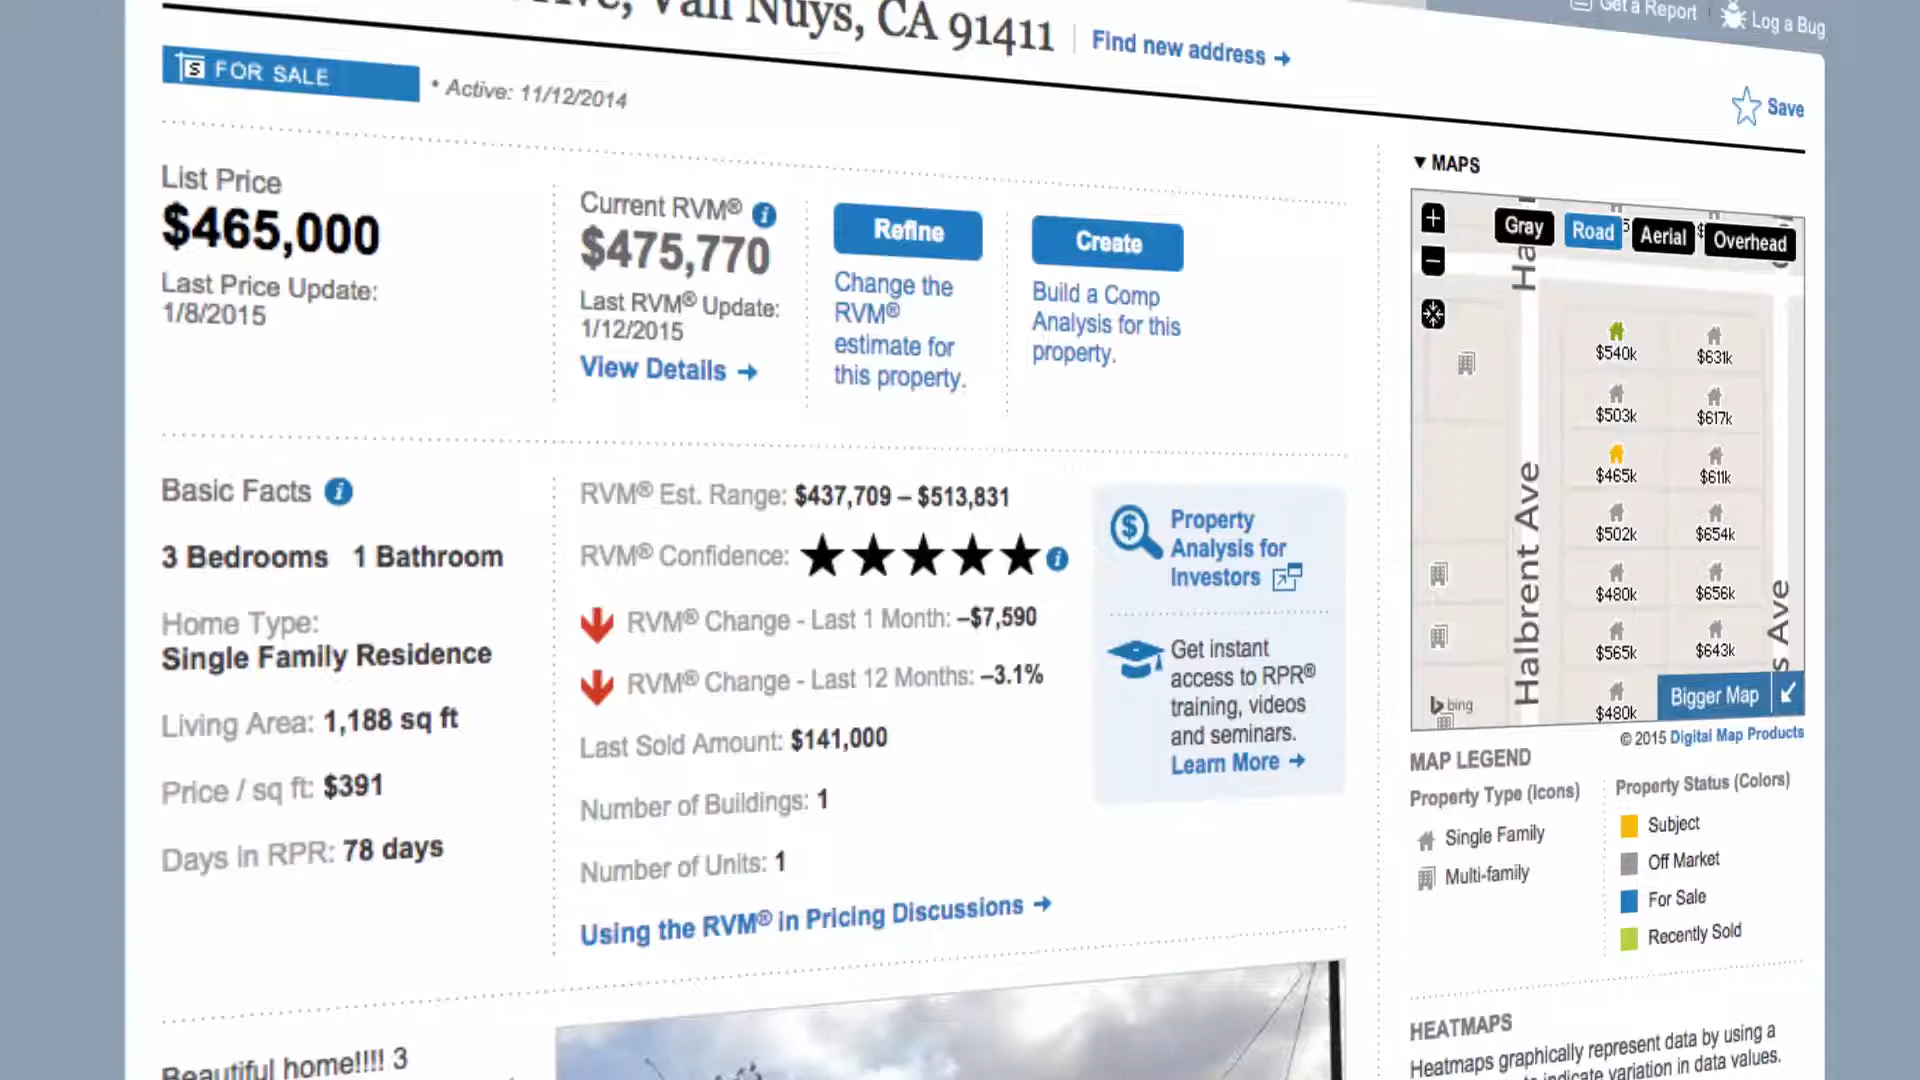 Ave, Van Nuys, CA 91411
Find new address →
Get a Report
Log a Bug
S FOR SALE
* Active: 11/12/2014
Save
List Price
$465,000
Last Price Update:
1/8/2015
Current RVM® i
$475,770
Last RVM® Update:
1/12/2015
View Details →
Refine
Change the
RVM®
estimate for
this property.
Create
Build a Comp
Analysis for this
property.
Basic Facts i
3 Bedrooms 1 Bathroom
Home Type:
Single Family Residence
Living Area: 1,188 sq ft
Price / sq ft: $391
Days in RPR: 78 days
RVM® Est. Range: $437,709 – $513,831
RVM® Confidence: ★★★★★ i
RVM® Change - Last 1 Month: –$7,590
RVM® Change - Last 12 Months: –3.1%
Last Sold Amount: $141,000
Number of Buildings: 1
Number of Units: 1
Using the RVM® in Pricing Discussions →
Property
Analysis for
Investors
Get instant
access to RPR®
training, videos
and seminars.
Learn More →
▼ MAPS
Gray Road Aerial Overhead
Ha
$540k $631k
$503k $617k
$465k $611k
$502k $654k
$480k $656k
$565k $643k
$480k
Halbrent Ave
s Ave
bing
Bigger Map
© 2015 Digital Map Products
MAP LEGEND
Property Type (Icons)
Single Family
Multi-family
Property Status (Colors)
Subject
Off Market
For Sale
Recently Sold
HEATMAPS
Heatmaps graphically represent data by using a
indicate variation in data values.
Beautiful home!!!! 3